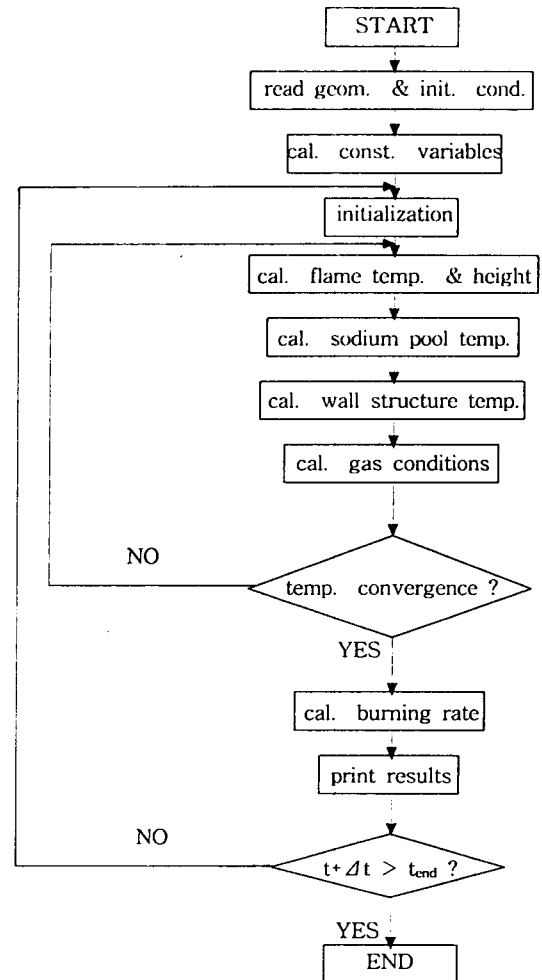 START
read geom. & init. cond.
cal. const. variables
initialization
cal. flame temp. & height
cal. sodium pool temp.
cal. wall structure temp.
cal. gas conditions
NO
temp. convergence ?
YES
cal. burning rate
print results
NO
t+Δt > tend ?
YES
END